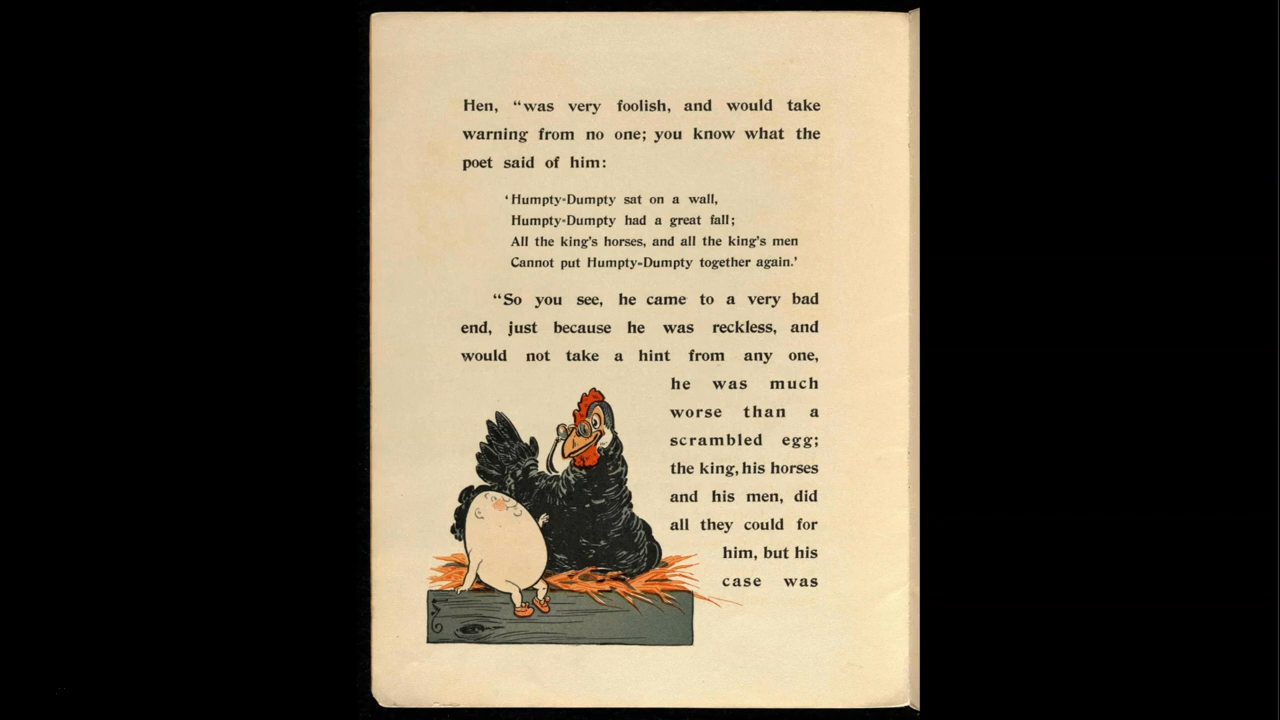 Hen, “was very foolish, and would take
warning from no one; you know what the
poet said of him:
‘Humpty-Dumpty sat on a wall,
Humpty-Dumpty had a great fall;
All the king’s horses, and all the king’s men
Cannot put Humpty-Dumpty together again.’
“So you see, he came to a very bad
end, just because he was reckless, and
would not take a hint from any one,
he was much
worse than a
scrambled egg;
the king, his horses
and his men, did
all they could for
him, but his
case was